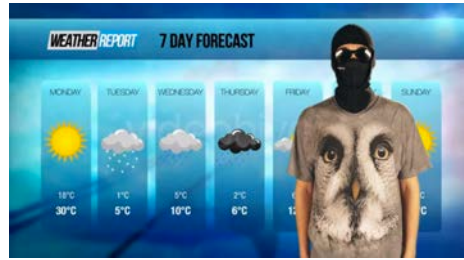 WEATHER REPORT 7 DAY FORECAST
MONDAY TUESDAY WEDNESDAY THURSDAY FRIDAY SUNDAY
18°C 1°C 5°C 2°C
30°C 5°C 10°C 6°C